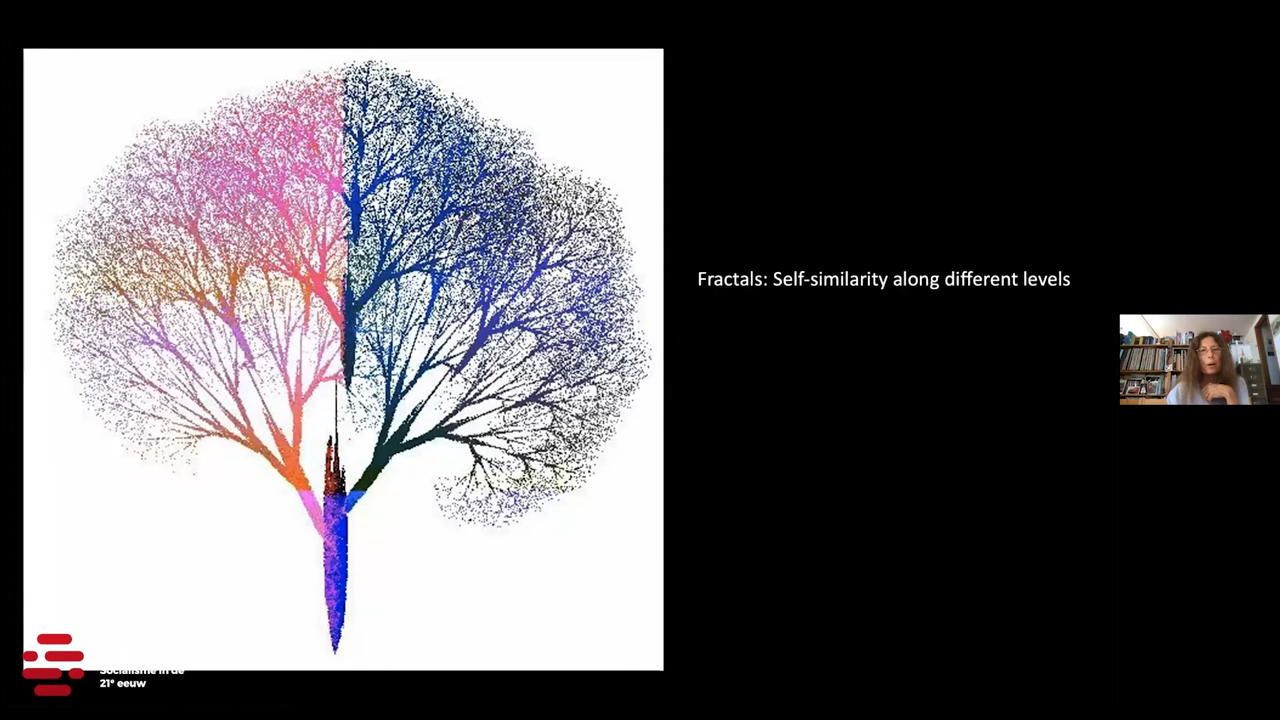 Fractals: Self-similarity along different levels
Socialisme in de
21e eeuw